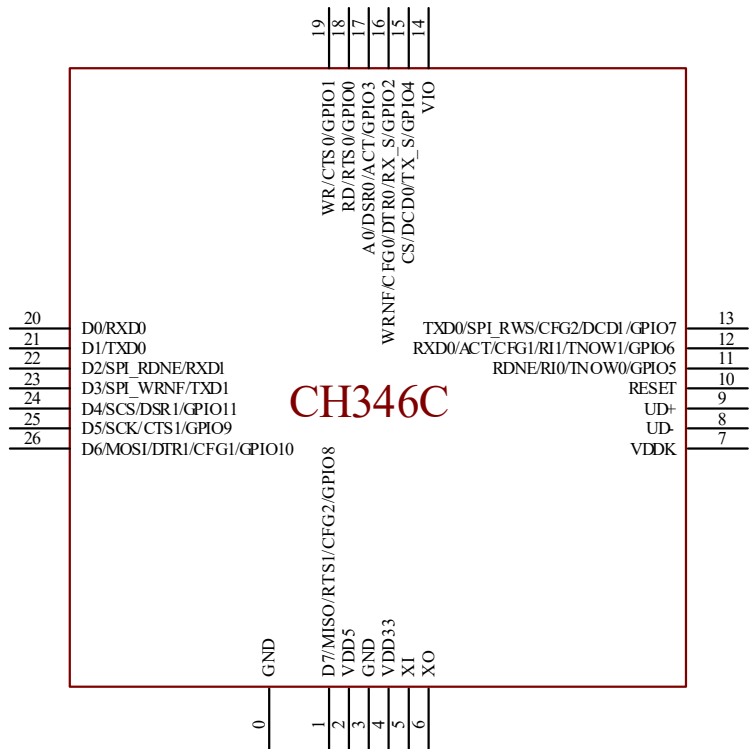 19
18
17
16
15
14
WR/CTS0/GPIO1
RD/RTS0/GPIO0
A0/DSR0/ACT/GPIO3
WRNF/CFG0/DTR0/RX_S/GPIO2
CS/DCD0/TX_S/GPIO4
VIO
20 D0/RXD0
21 D1/TXD0
22 D2/SPI_RDNE/RXD1
23 D3/SPI_WRNF/TXD1
24 D4/SCS/DSR1/GPIO11
25 D5/SCK/CTS1/GPIO9
26 D6/MOSI/DTR1/CFG1/GPIO10
TXD0/SPI_RWS/CFG2/DCD1/GPIO7 13
RXD0/ACT/CFG1/RI1/TNOW1/GPIO6 12
RDNE/RI0/TNOW0/GPIO5 11
RESET 10
UD+ 9
UD- 8
VDDK 7
CH346C
GND
D7/MISO/RTS1/CFG2/GPIO8
VDD5
GND
VDD33
XI
XO
0
1
2
3
4
5
6